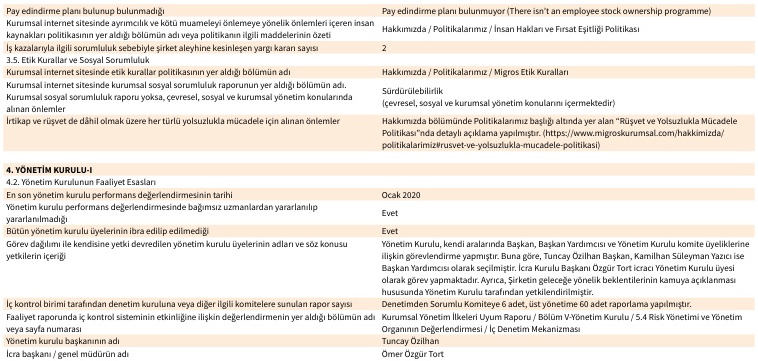 Pay edindirme planı bulunup bulunmadığı
Pay edindirme planı bulunmuyor (There isn't an employee stock ownership programme)
Kurumsal internet sitesinde ayrımcılık ve kötü muameleyi önlemeye yönelik önlemleri içeren insan
kaynakları politikasının yer aldığı bölümün adı veya politikanın ilgili maddelerinin özeti
Hakkımızda / Politikalarımız / İnsan Hakları ve Fırsat Eşitliği Politikası
İş kazalarıyla ilgili sorumluluk sebebiyle şirket aleyhine kesinleşen yargı kararı sayısı
2
3.5. Etik Kurallar ve Sosyal Sorumluluk
Kurumsal internet sitesinde etik kurallar politikasının yer aldığı bölümün adı
Hakkımızda / Politikalarımız / Migros Etik Kuralları
Kurumsal internet sitesinde kurumsal sosyal sorumluluk raporunun yer aldığı bölümün adı.
Kurumsal sosyal sorumluluk raporu yoksa, çevresel, sosyal ve kurumsal yönetim konularında
alınan önlemler
Sürdürülebilirlik
(çevresel, sosyal ve kurumsal yönetim konularını içermektedir)
İrtikap ve rüşvet de dâhil olmak üzere her türlü yolsuzlukla mücadele için alınan önlemler
Hakkımızda bölümünde Politikalarımız başlığı altında yer alan "Rüşvet ve Yolsuzlukla Mücadele
Politikası"nda detaylı açıklama yapılmıştır. (https://www.migroskurumsal.com/hakkimizda/
politikalarimiz#rusvet-ve-yolsuzlukla-mucadele-politikasi)
4. YÖNETİM KURULU-I
4.2. Yönetim Kurulunun Faaliyet Esasları
En son yönetim kurulu performans değerlendirmesinin tarihi
Ocak 2020
Yönetim kurulu performans değerlendirmesinde bağımsız uzmanlardan yararlanılıp
yararlanılmadığı
Evet
Bütün yönetim kurulu üyelerinin ibra edilip edilmediği
Evet
Görev dağılımı ile kendisine yetki devredilen yönetim kurulu üyelerinin adları ve söz konusu
yetkilerin içeriği
Yönetim Kurulu, kendi aralarında Başkan, Başkan Yardımcısı ve Yönetim Kurulu komite üyeliklerine
ilişkin görevlendirme yapmıştır. Buna göre, Tuncay Özilhan Başkan, Kamilhan Süleyman Yazıcı ise
Başkan Yardımcısı olarak seçilmiştir. İcra Kurulu Başkanı Özgür Tort icracı Yönetim Kurulu üyesi
olarak görev yapmaktadır. Ayrıca, Şirketin geleceğe yönelik beklentilerinin kamuya açıklanması
hususunda Yönetim Kurulu tarafından yetkilendirilmiştir.
İç kontrol birimi tarafından denetim kuruluna veya diğer ilgili komitelere sunulan rapor sayısı
Denetimden Sorumlu Komiteye 6 adet, üst yönetime 60 adet raporlama yapılmıştır.
Faaliyet raporunda iç kontrol sisteminin etkinliğine ilişkin değerlendirmenin yer aldığı bölümün adı
veya sayfa numarası
Kurumsal Yönetim İlkeleri Uyum Raporu / Bölüm V-Yönetim Kurulu / 5.4 Risk Yönetimi ve Yönetim
Organının Değerlendirmesi / İç Denetim Mekanizması
Yönetim kurulu başkanının adı
Tuncay Özilhan
İcra başkanı / genel müdürün adı
Ömer Özgür Tort